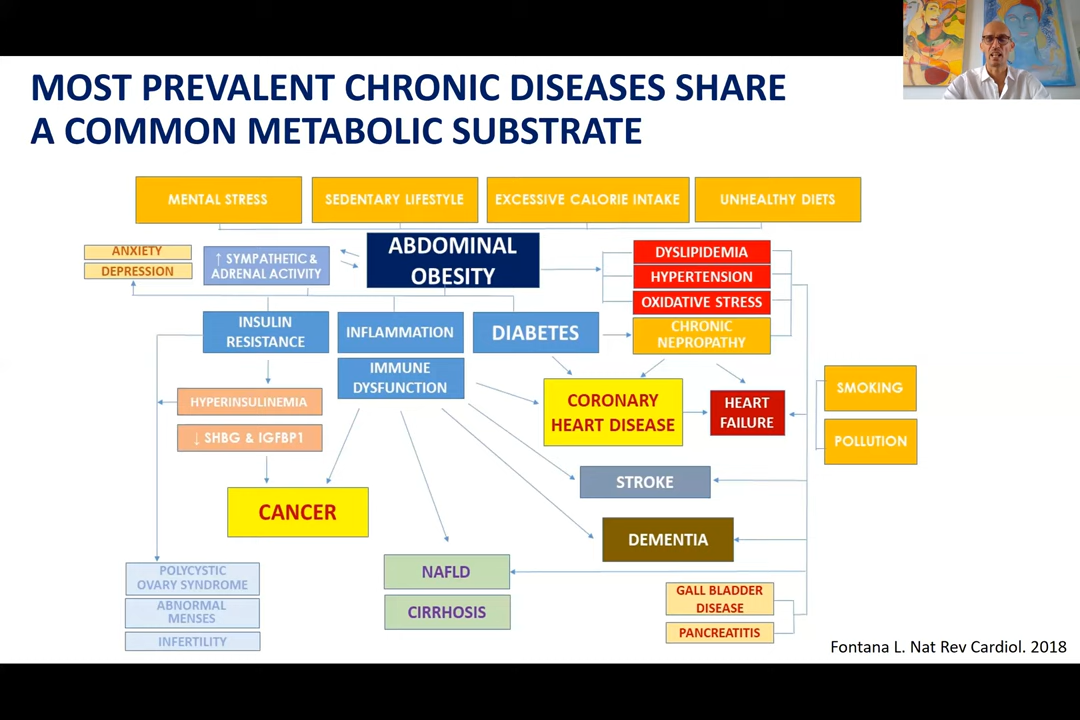 MOST PREVALENT CHRONIC DISEASES SHARE
A COMMON METABOLIC SUBSTRATE
MENTAL STRESS
SEDENTARY LIFESTYLE
EXCESSIVE CALORIE INTAKE
UNHEALTHY DIETS
ANXIETY
DEPRESSION
↑ SYMPATHETIC &
ADRENAL ACTIVITY
ABDOMINAL
OBESITY
DYSLIPIDEMIA
HYPERTENSION
OXIDATIVE STRESS
CHRONIC
NEPROPATHY
INSULIN
RESISTANCE
INFLAMMATION
DIABETES
IMMUNE
DYSFUNCTION
HYPERINSULINEMIA
↓ SHBG & IGFBP1
CORONARY
HEART DISEASE
HEART
FAILURE
SMOKING
POLLUTION
CANCER
STROKE
DEMENTIA
POLYCYSTIC
OVARY SYNDROME
ABNORMAL
MENSES
INFERTILITY
NAFLD
CIRRHOSIS
GALL BLADDER
DISEASE
PANCREATITIS
Fontana L. Nat Rev Cardiol. 2018